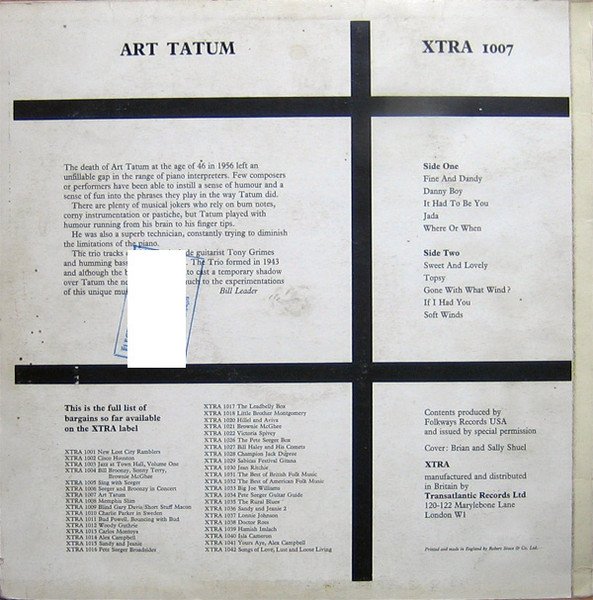 ART TATUM
XTRA 1007
The death of Art Tatum at the age of 46 in 1956 left an
unfillable gap in the range of piano interpreters. Few composers
or performers have been able to instill a sense of humour and a
sense of fun into the phrases they play in the way Tatum did.
There are plenty of musical jokers who rely on bum notes,
corny instrumentation or pastiche, but Tatum played with
humour running from his brain to his finger tips.
He was also a superb technician, constantly trying to diminish
the limitations of the piano.
The trio tracks guitarist Tony Grimes
and humming bass The Trio formed in 1943
and although the to cast a temporary shadow
over Tatum the much to the experimentations
of this unique Bill Leader
Side One
Fine And Dandy
Danny Boy
It Had To Be You
Jada
Where Or When
Side Two
Sweet And Lovely
Topsy
Gone With What Wind?
If I Had You
Soft Winds
This is the full list of
bargains so far available
on the XTRA label
XTRA 1001 New Lost City Ramblers
XTRA 1002 Cisco Houston
XTRA 1003 Jazz at Town Hall, Volume One
XTRA 1004 Bill Broonzy, Sonny Terry,
Brownie McGhee
XTRA 1005 Sing with Seeger
XTRA 1006 Seeger and Broonzy in Concert
XTRA 1007 Art Tatum
XTRA 1008 Memphis Slim
XTRA 1009 Blind Gary Davis/Short Stuff Macon
XTRA 1010 Charlie Parker in Sweden
XTRA 1011 Bud Powell, Bouncing with Bud
XTRA 1012 Woody Guthrie
XTRA 1013 Carlos Montoya
XTRA 1014 Alex Campbell
XTRA 1015 Sandy and Jeanie
XTRA 1016 Pete Seeger Broadsides
XTRA 1017 The Leadbelly Box
XTRA 1018 Little Brother Montgomery
XTRA 1020 Hillel and Aviva
XTRA 1021 Brownie McGhee
XTRA 1022 Victoria Spivey
XTRA 1026 The Pete Seeger Box
XTRA 1027 Bill Haley and His Comets
XTRA 1028 Champion Jack Dupree
XTRA 1029 Sabicas Festival Gitana
XTRA 1030 Jean Ritchie
XTRA 1031 The Best of British Folk Music
XTRA 1032 The Best of American Folk Music
XTRA 1033 Big Joe Williams
XTRA 1034 Pete Seeger Guitar Guide
XTRA 1035 The Rural Blues
XTRA 1036 Sandy and Jeanie 2
XTRA 1037 Lonnie Johnson
XTRA 1038 Doctor Ross
XTRA 1039 Hamish Imlach
XTRA 1040 Isla Cameron
XTRA 1041 Yours Aye, Alex Campbell
XTRA 1042 Songs of Love, Lust and Loose Living
Contents produced by
Folkways Records USA
and issued by special permission
Cover: Brian and Sally Shuel
XTRA
manufactured and distributed
in Britain by
Transatlantic Records Ltd
120-122 Marylebone Lane
London W1
Printed and made in England by Robert Stace & Co. Ltd.